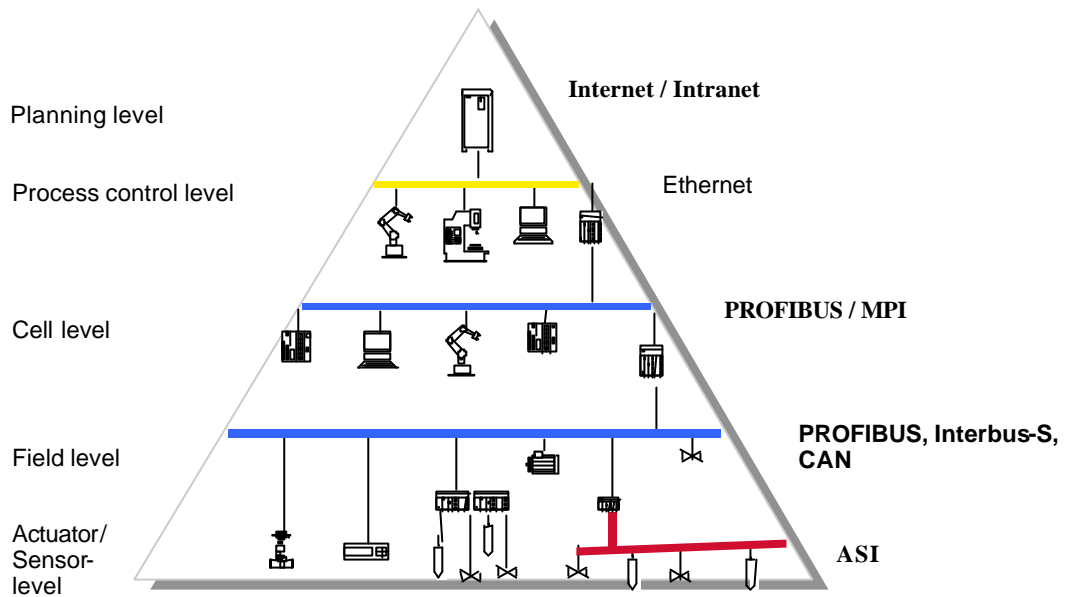 Internet / Intranet
Planning level
Process control level
Ethernet
PROFIBUS / MPI
Cell level
PROFIBUS, Interbus-S,
CAN
Field level
Actuator/
Sensor-
level
ASI